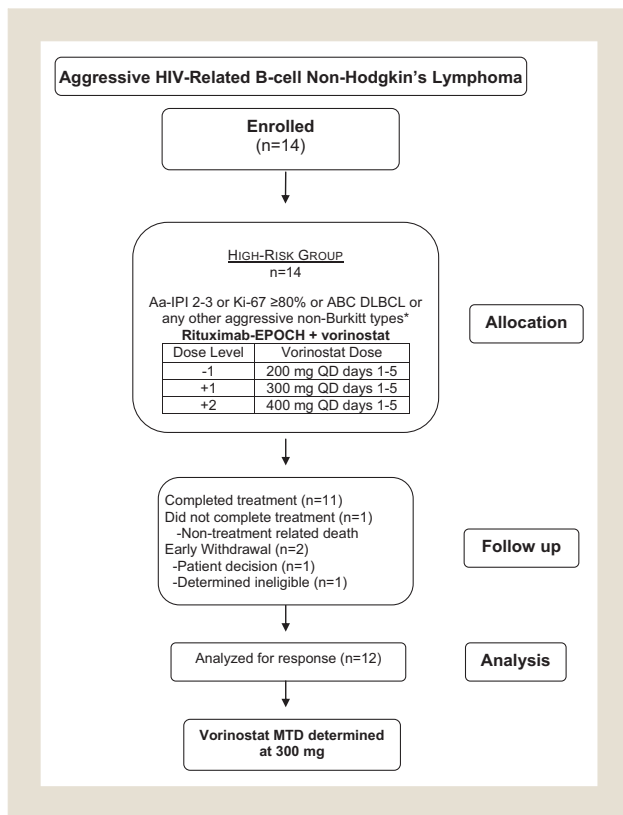 Aggressive HIV-Related B-cell Non-Hodgkin's Lymphoma
Enrolled
(n=14)
HIGH-RISK GROUP
n=14
Aa-IPI 2-3 or Ki-67 ≥80% or ABC DLBCL or
any other aggressive non-Burkitt types*
Rituximab-EPOCH + vorinostat
Dose Level Vorinostat Dose
-1 200 mg QD days 1-5
+1 300 mg QD days 1-5
+2 400 mg QD days 1-5
Allocation
Completed treatment (n=11)
Did not complete treatment (n=1)
-Non-treatment related death
Early Withdrawal (n=2)
-Patient decision (n=1)
-Determined ineligible (n=1)
Follow up
Analyzed for response (n=12)
Analysis
Vorinostat MTD determined
at 300 mg